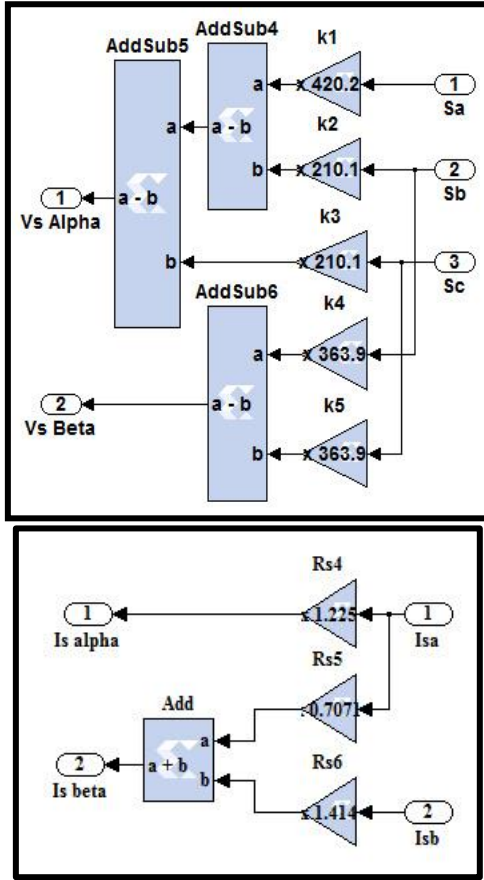 k1
AddSub4
AddSub5
a
x 420.2
1
Sa
k2
a
a - b
b
x 210.1
2
Sb
1
a - b
Vs Alpha
k3
b
x 210.1
3
Sc
AddSub6
k4
a
x 363.9
2
a - b
Vs Beta
k5
b
x 363.9
Rs4
1
x 1.225
1
Is alpha
Isa
Rs5
Add
0.7071
a
2
a + b
b
Is beta
Rs6
x 1.414
2
Isb